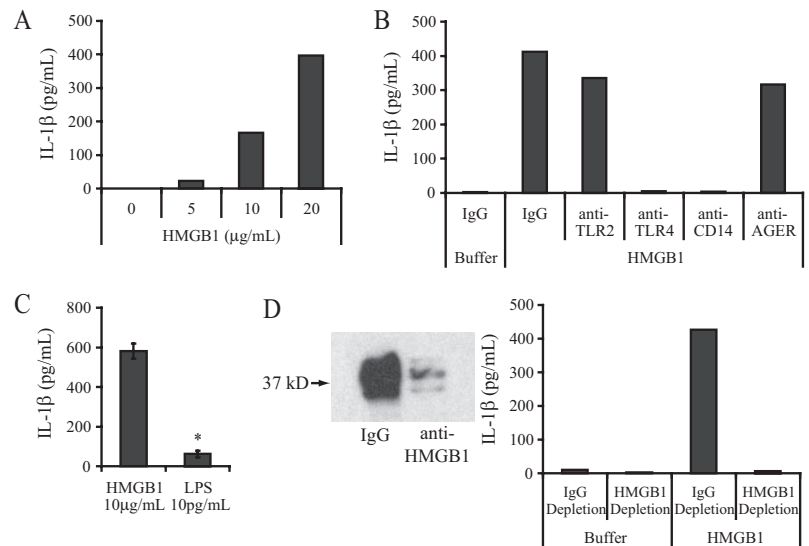 A
IL-1β (pg/mL)
500
400
300
200
100
0
0 5 10 20
HMGB1 (μg/mL)
B
IL-1β (pg/mL)
500
400
300
200
100
0
IgG IgG anti-TLR2 anti-TLR4 anti-CD14 anti-AGER
Buffer HMGB1
C
IL-1β (pg/mL)
800
600
400
200
0
*
HMGB1 LPS
10μg/mL 10pg/mL
D
37 kD
IgG anti-
HMGB1
IL-1β (pg/mL)
500
400
300
200
100
0
IgG HMGB1 IgG HMGB1
Depletion Depletion Depletion Depletion
Buffer HMGB1